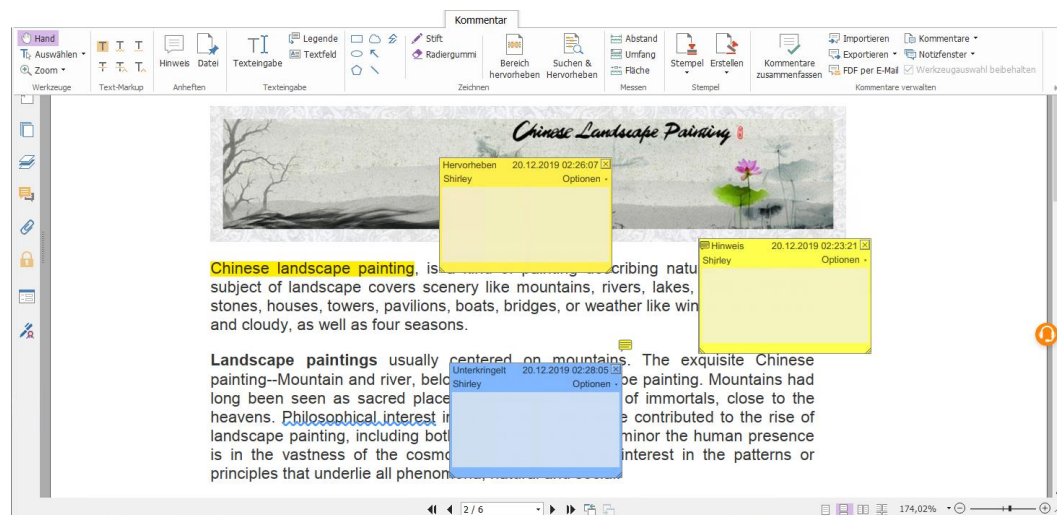 Kommentar
Hand
Auswählen
Zoom
Werkzeuge
Text-Markup
Hinweis
Datei
Anheften
Texteingabe
Legende
Textfeld
Texteingabe
Stift
Radiergummi
Zeichnen
Bereich
hervorheben
Suchen &
Hervorheben
Abstand
Umfang
Fläche
Messen
Stempel
Erstellen
Stempel
Kommentare
zusammenfassen
Importieren
Exportieren
FDF per E-Mail
Kommentare
Notizfenster
Werkzeugauswahl beibehalten
Kommentare verwalten
Chinese Landscape Painting
Hervorheben 20.12.2019 02:26:07
Shirley Optionen
Hinweis 20.12.2019 02:23:21
Shirley Optionen
Chinese landscape painting, is a kind of painting describing natu
subject of landscape covers scenery like mountains, rivers, lakes,
stones, houses, towers, pavilions, boats, bridges, or weather like win
and cloudy, as well as four seasons.
Landscape paintings usually centered on mountains. The exquisite Chinese
painting--Mountain and river, belo pe painting. Mountains had
long been seen as sacred place of immortals, close to the
heavens. Philosophical interest i e contributed to the rise of
landscape painting, including bot minor the human presence
is in the vastness of the cosmo interest in the patterns or
principles that underlie all phenomena, natural and social.
Unterkringelt 20.12.2019 02:28:05
Shirley Optionen
2 / 6
174,02%